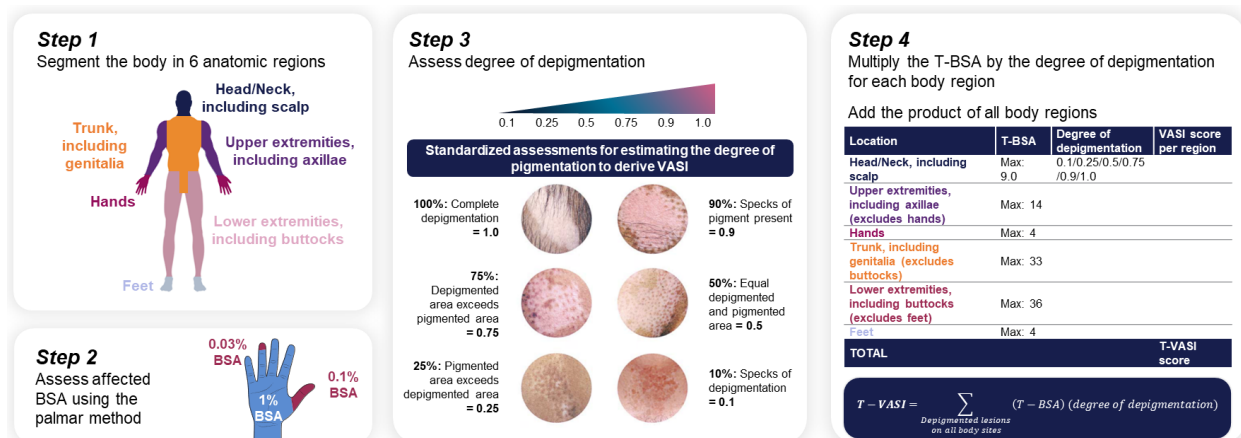 Step 1
Segment the body in 6 anatomic regions
Head/Neck,
including scalp
Trunk,
including
genitalia
Upper extremities,
including axillae
Hands
Lower extremities,
including buttocks
Feet
Step 2
Assess affected
BSA using the
palmar method
0.03%
BSA
0.1%
BSA
1%
BSA
Step 3
Assess degree of depigmentation
0.1 0.25 0.5 0.75 0.9 1.0
Standardized assessments for estimating the degree of
pigmentation to derive VASI
100%: Complete
depigmentation
= 1.0
90%: Specks of
pigment present
= 0.9
75%:
Depigmented
area exceeds
pigmented area
= 0.75
50%: Equal
depigmented
and pigmented
area = 0.5
25%: Pigmented
area exceeds
depigmented area
= 0.25
10%: Specks of
depigmentation
= 0.1
Step 4
Multiply the T-BSA by the degree of depigmentation
for each body region
Add the product of all body regions
Location T-BSA Degree of depigmentation VASI score per region
Head/Neck, including scalp Max: 9.0 0.1/0.25/0.5/0.75/0.9/1.0
Upper extremities,
including axillae
(excludes hands) Max: 14
Hands Max: 4
Trunk, including
genitalia (excludes
buttocks) Max: 33
Lower extremities,
including buttocks
(excludes feet) Max: 36
Feet Max: 4
TOTAL T-VASI score
T − VASI = ∑ (T − BSA) (degree of depigmentation)
Depigmented lesions
on all body sites